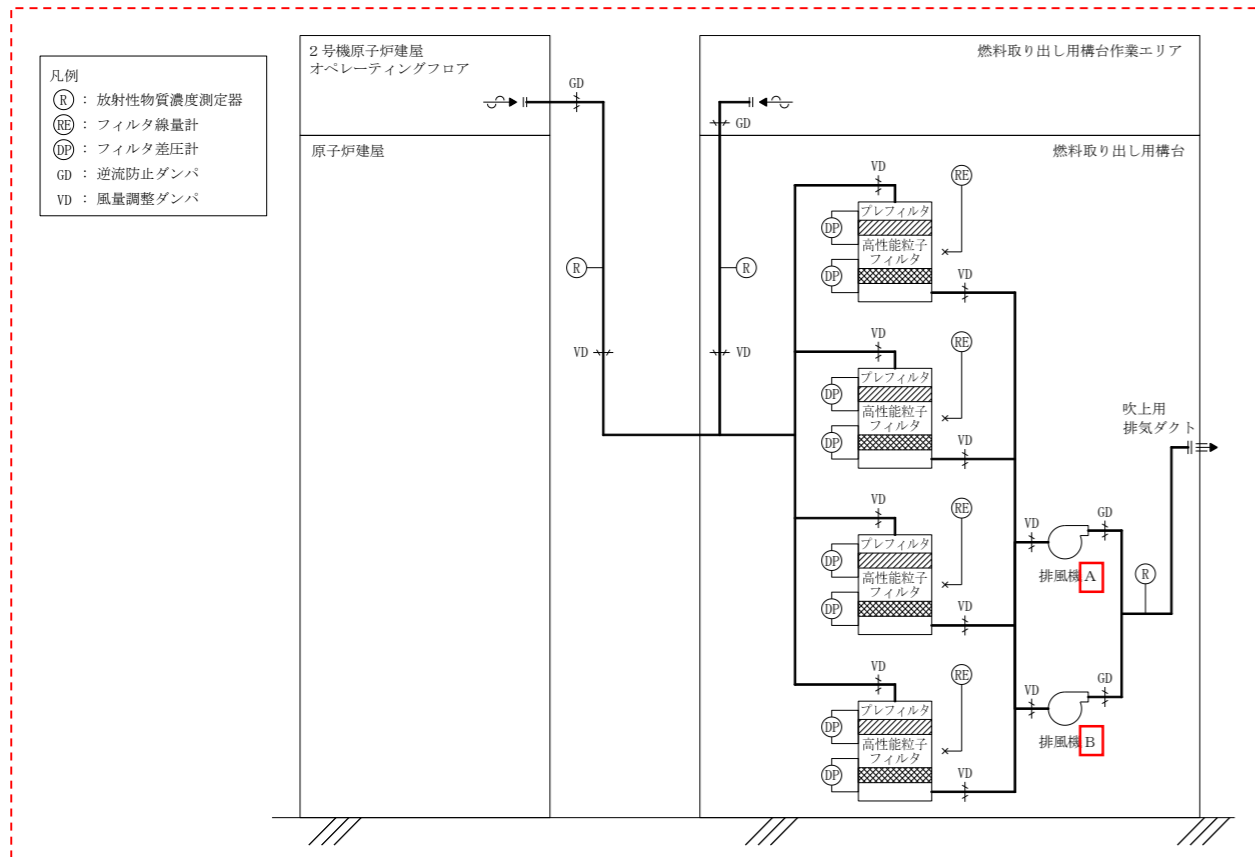 2号機原子炉建屋
オペレーティングフロア
燃料取り出し用構台作業エリア
凡例
R : 放射性物質濃度測定器
RE : フィルタ線量計
DP : フィルタ差圧計
GD : 逆流防止ダンパ
VD : 風量調整ダンパ
GD
GD
原子炉建屋
燃料取り出し用構台
VD
RE
プレフィルタ
DP
高性能粒子
フィルタ
DP
VD
R
R
VD
VD
VD
RE
プレフィルタ
DP
高性能粒子
フィルタ
DP
VD
吹上用
排気ダクト
VD
RE
プレフィルタ
DP
高性能粒子
フィルタ
DP
VD
VD
GD
排風機A
R
VD
RE
プレフィルタ
DP
高性能粒子
フィルタ
DP
VD
VD
GD
排風機B